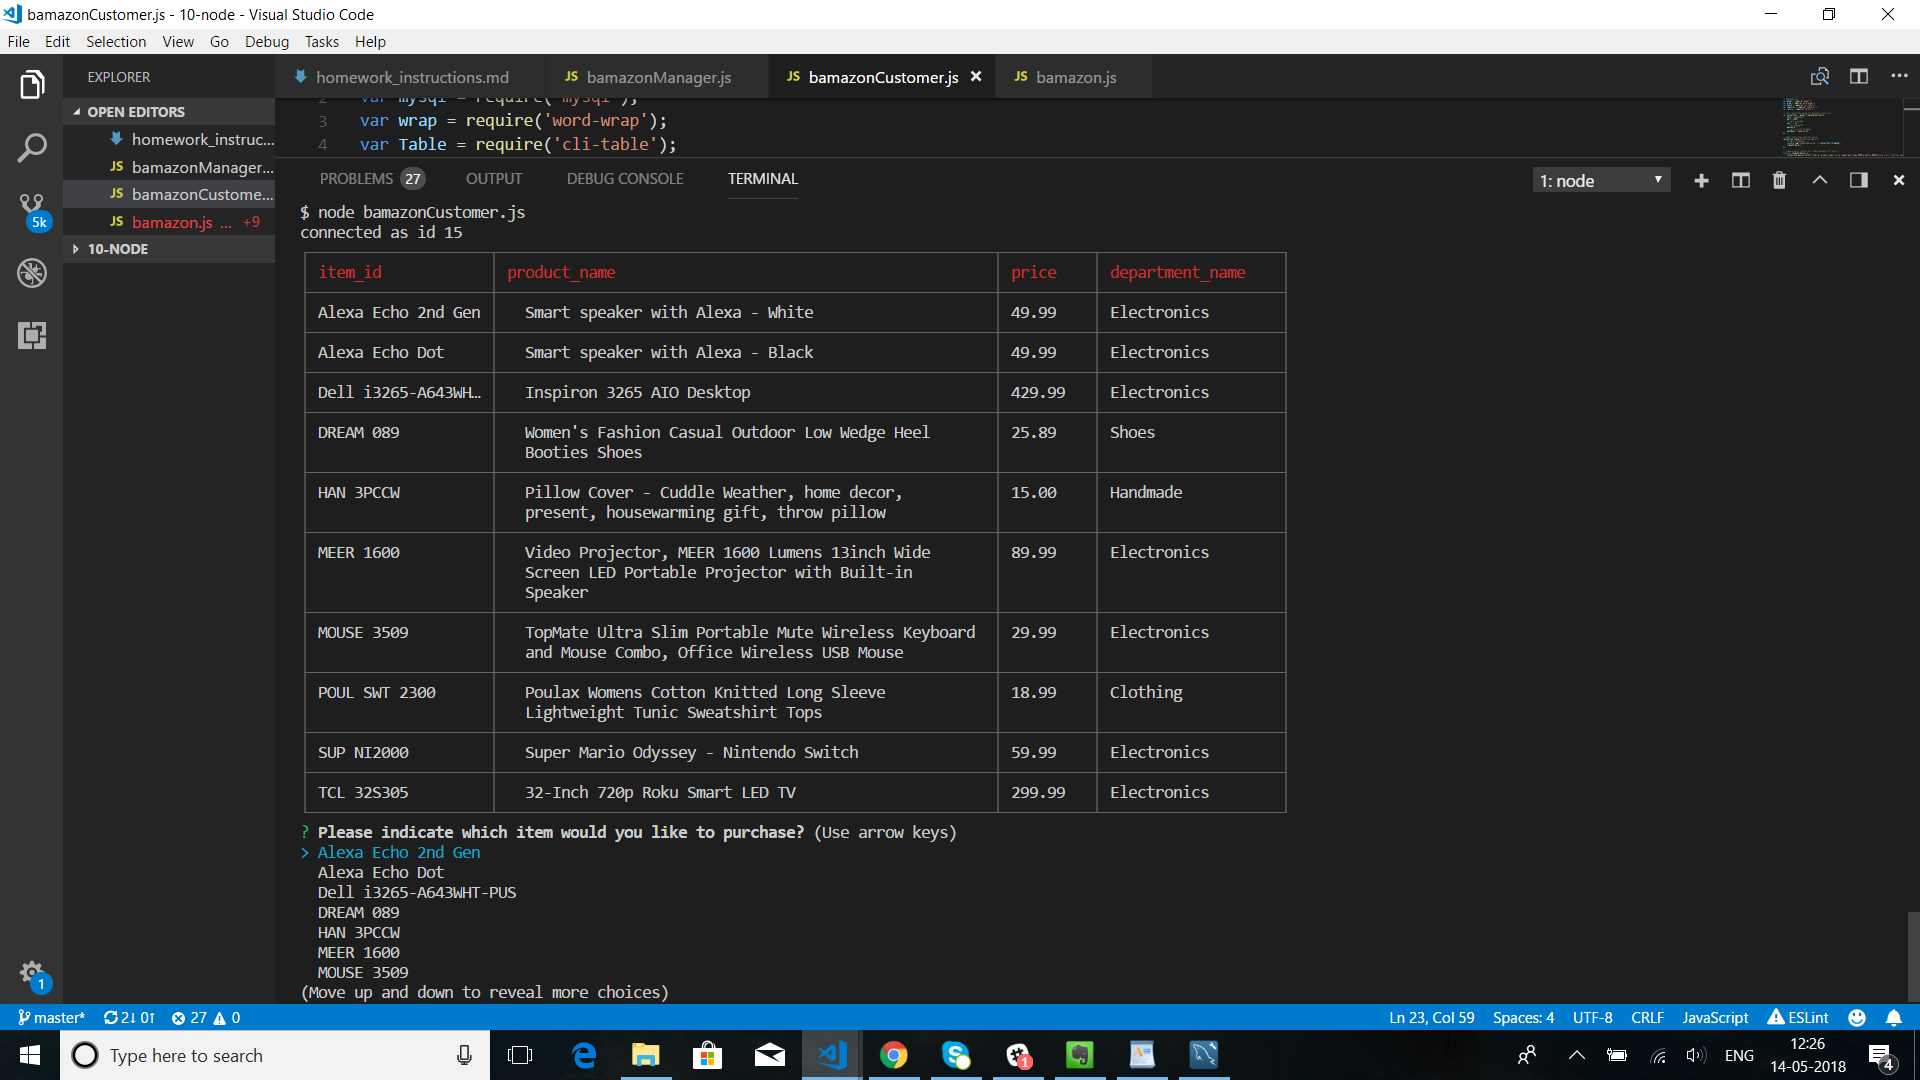 bamazonCustomer.js - 10-node - Visual Studio Code
File Edit Selection View Go Debug Tasks Help
EXPLORER
OPEN EDITORS
homework_instruc...
JS bamazonManager...
JS bamazonCustome...
JS bamazon.js ... +9
10-NODE
5k
1
homework_instructions.md JS bamazonManager.js JS bamazonCustomer.js JS bamazon.js
2 var mysql = require('mysql');
3 var wrap = require('word-wrap');
4 var Table = require('cli-table');
PROBLEMS 27 OUTPUT DEBUG CONSOLE TERMINAL 1: node
$ node bamazonCustomer.js
connected as id 15
item_id product_name price department_name
Alexa Echo 2nd Gen Smart speaker with Alexa - White 49.99 Electronics
Alexa Echo Dot Smart speaker with Alexa - Black 49.99 Electronics
Dell i3265-A643WH… Inspiron 3265 AIO Desktop 429.99 Electronics
DREAM 089 Women's Fashion Casual Outdoor Low Wedge Heel 25.89 Shoes
Booties Shoes
HAN 3PCCW Pillow Cover - Cuddle Weather, home decor, 15.00 Handmade
present, housewarming gift, throw pillow
MEER 1600 Video Projector, MEER 1600 Lumens 13inch Wide 89.99 Electronics
Screen LED Portable Projector with Built-in
Speaker
MOUSE 3509 TopMate Ultra Slim Portable Mute Wireless Keyboard 29.99 Electronics
and Mouse Combo, Office Wireless USB Mouse
POUL SWT 2300 Poulax Womens Cotton Knitted Long Sleeve 18.99 Clothing
Lightweight Tunic Sweatshirt Tops
SUP NI2000 Super Mario Odyssey - Nintendo Switch 59.99 Electronics
TCL 32S305 32-Inch 720p Roku Smart LED TV 299.99 Electronics
? Please indicate which item would you like to purchase? (Use arrow keys)
> Alexa Echo 2nd Gen
Alexa Echo Dot
Dell i3265-A643WHT-PUS
DREAM 089
HAN 3PCCW
MEER 1600
MOUSE 3509
(Move up and down to reveal more choices)
master* 2↓ 0↑ 27 0 Ln 23, Col 59 Spaces: 4 UTF-8 CRLF JavaScript ESLint
Type here to search 1 ENG 12:26
14-05-2018 4